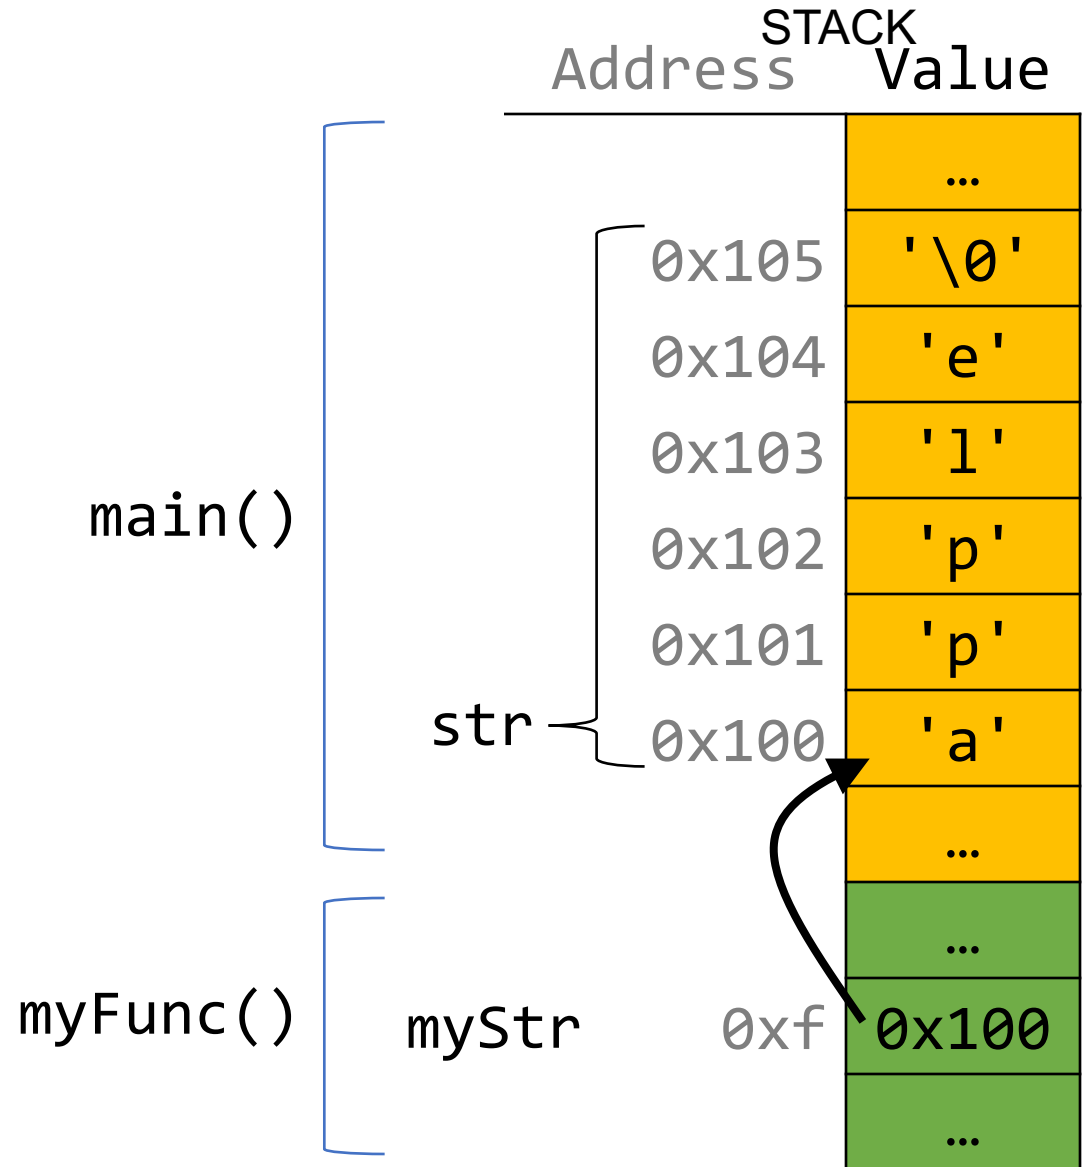 STACK
Address Value
…
0x105 '\0'
0x104 'e'
0x103 'l'
main()
0x102 'p'
0x101 'p'
str 0x100 'a'
…
…
myFunc() myStr 0xf 0x100
…